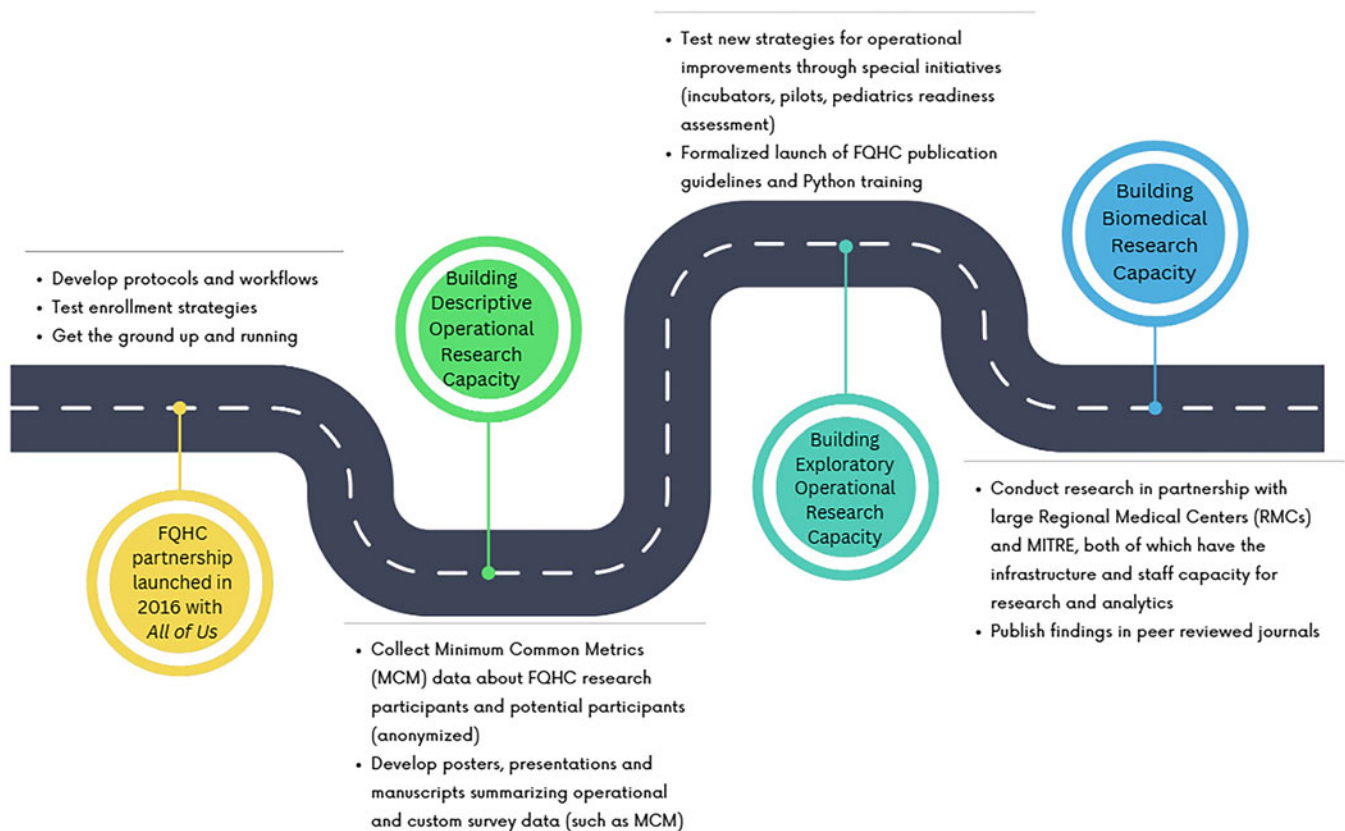 • Develop protocols and workflows
• Test enrollment strategies
• Get the ground up and running
FQHC
partnership
launched in
2016 with
All of Us
Building
Descriptive
Operational
Research
Capacity
• Collect Minimum Common Metrics
(MCM) data about FQHC research
participants and potential participants
(anonymized)
• Develop posters, presentations and
manuscripts summarizing operational
and custom survey data (such as MCM)
• Test new strategies for operational
improvements through special initiatives
(incubators, pilots, pediatrics readiness
assessment)
• Formalized launch of FQHC publication
guidelines and Python training
Building
Exploratory
Operational
Research
Capacity
Building
Biomedical
Research
Capacity
• Conduct research in partnership with
large Regional Medical Centers (RMCs)
and MITRE, both of which have the
infrastructure and staff capacity for
research and analytics
• Publish findings in peer reviewed journals